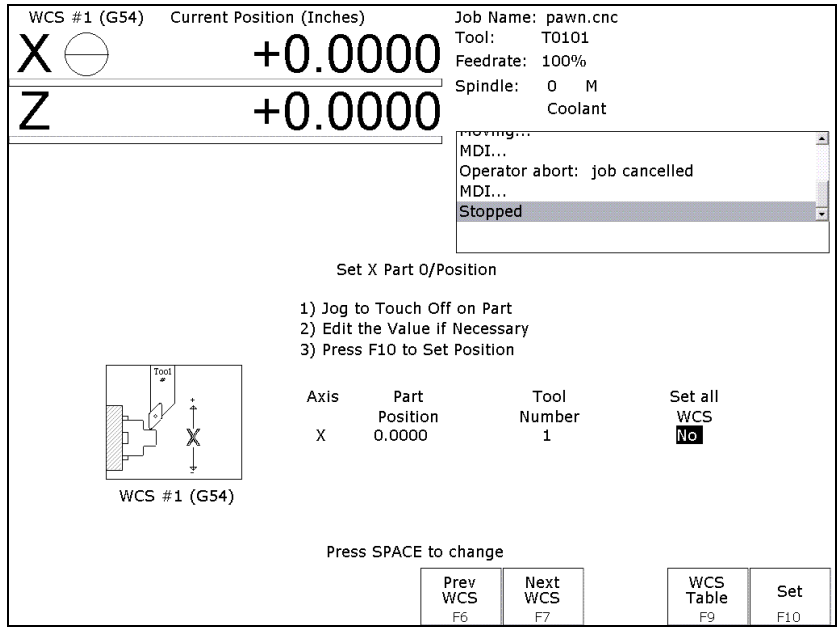 WCS #1 (G54) Current Position (Inches)
X +0.0000
Z +0.0000
Job Name: pawn.cnc
Tool: T0101
Feedrate: 100%
Spindle: 0 M
Coolant
Moving...
MDI...
Operator abort: job cancelled
MDI...
Stopped
Set X Part 0/Position
1) Jog to Touch Off on Part
2) Edit the Value if Necessary
3) Press F10 to Set Position
Tool
#
+
X
-
WCS #1 (G54)
Axis Part Tool Set all
Position Number WCS
X 0.0000 1 No
Press SPACE to change
Prev WCS F6
Next WCS F7
WCS Table F9
Set F10